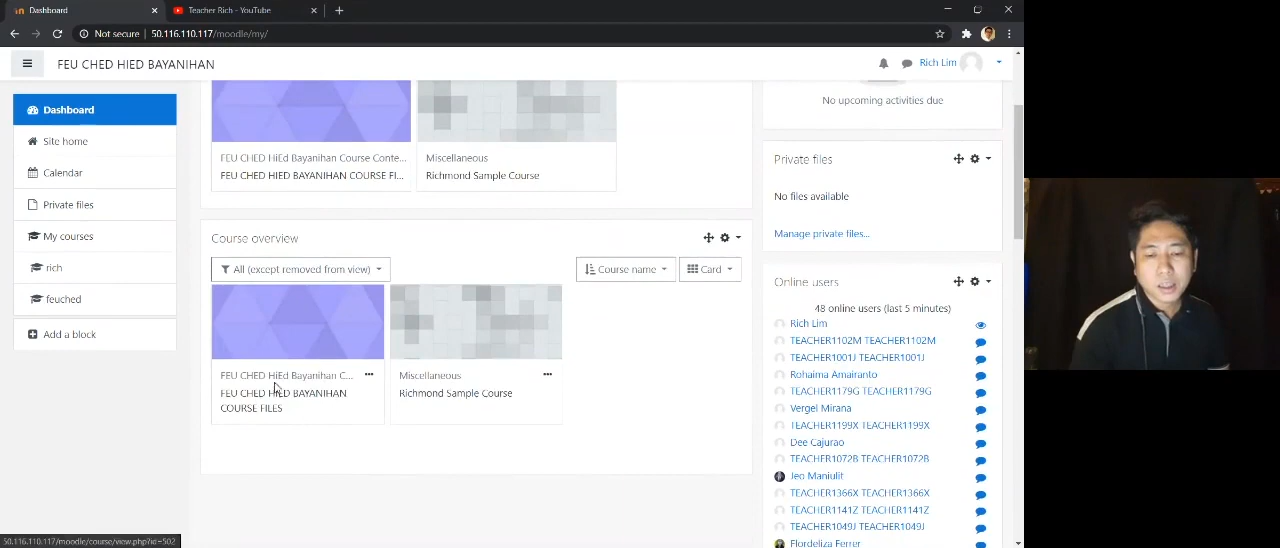 Dashboard
Teacher Rich - YouTube
Not secure
50.116.110.117/moodle/my/
FEU CHED HIED BAYANIHAN
Rich Lim
Dashboard
Site home
Calendar
Private files
My courses
rich
feuched
Add a block
FEU CHED HiEd Bayanihan Course Conte...
FEU CHED HIED BAYANIHAN COURSE FI...
Miscellaneous
Richmond Sample Course
Course overview
All (except removed from view)
Course name
Card
FEU CHED HiEd Bayanihan C...
FEU CHED HIED BAYANIHAN
COURSE FILES
Miscellaneous
Richmond Sample Course
No upcoming activities due
Private files
No files available
Manage private files...
Online users
48 online users (last 5 minutes)
Rich Lim
TEACHER1102M TEACHER1102M
TEACHER1001J TEACHER1001J
Rohaima Amairanto
TEACHER1179G TEACHER1179G
Vergel Mirana
TEACHER1199X TEACHER1199X
Dee Cajurao
TEACHER1072B TEACHER1072B
Jeo Maniulit
TEACHER1366X TEACHER1366X
TEACHER1141Z TEACHER1141Z
TEACHER1049J TEACHER1049J
Flordeliza Ferrer
50.116.110.117/moodle/course/view.php?id=502